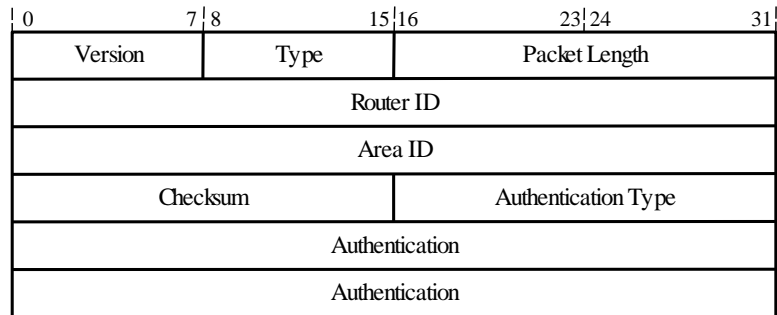 0 7 8 15 16 23 24 31
Version Type Packet Length
Router ID
Area ID
Checksum Authentication Type
Authentication
Authentication